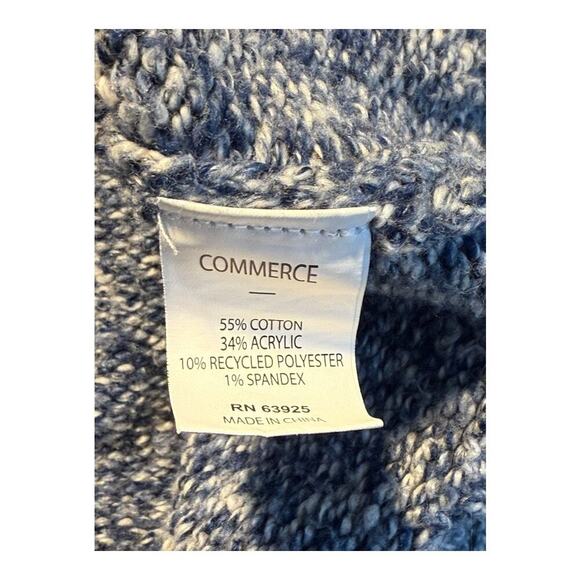 COMMERCE
—
55% COTTON
34% ACRYLIC
10% RECYCLED POLYESTER
1% SPANDEX
RN 63925
MADE IN CHINA